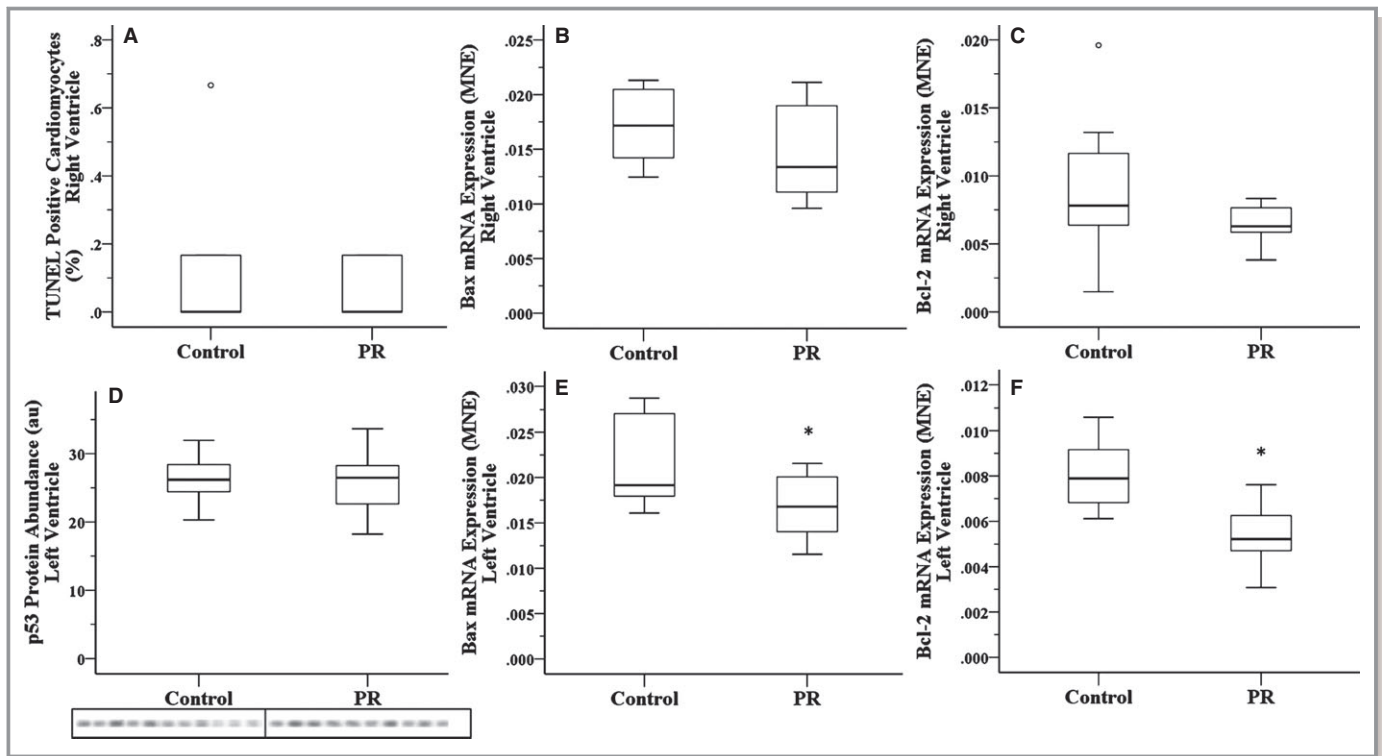 A
TUNEL Positive Cardiomyocytes
Right Ventricle
(%)
.8
.6
.4
.2
.0
Control PR
B
Bax mRNA Expression (MNE)
Right Ventricle
.025
.020
.015
.010
.005
.000
Control PR
C
Bcl-2 mRNA Expression (MNE)
Right Ventricle
.020
.015
.010
.005
.000
Control PR
D
p53 Protein Abundance (au)
Left Ventricle
30
20
10
0
Control PR
E
Bax mRNA Expression (MNE)
Left Ventricle
.030
.025
.020
.015
.010
.005
.000
*
Control PR
F
Bcl-2 mRNA Expression (MNE)
Left Ventricle
.012
.010
.008
.006
.004
.002
.000
*
Control PR